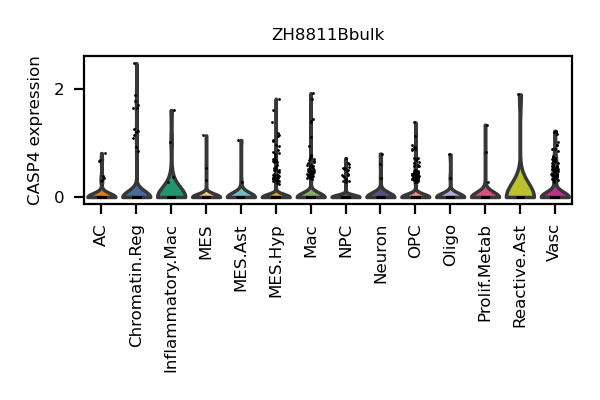 ZH8811Bbulk
CASP4 expression
2
0
AC
Chromatin.Reg
Inflammatory.Mac
MES
MES.Ast
MES.Hyp
Mac
NPC
Neuron
OPC
Oligo
Prolif.Metab
Reactive.Ast
Vasc